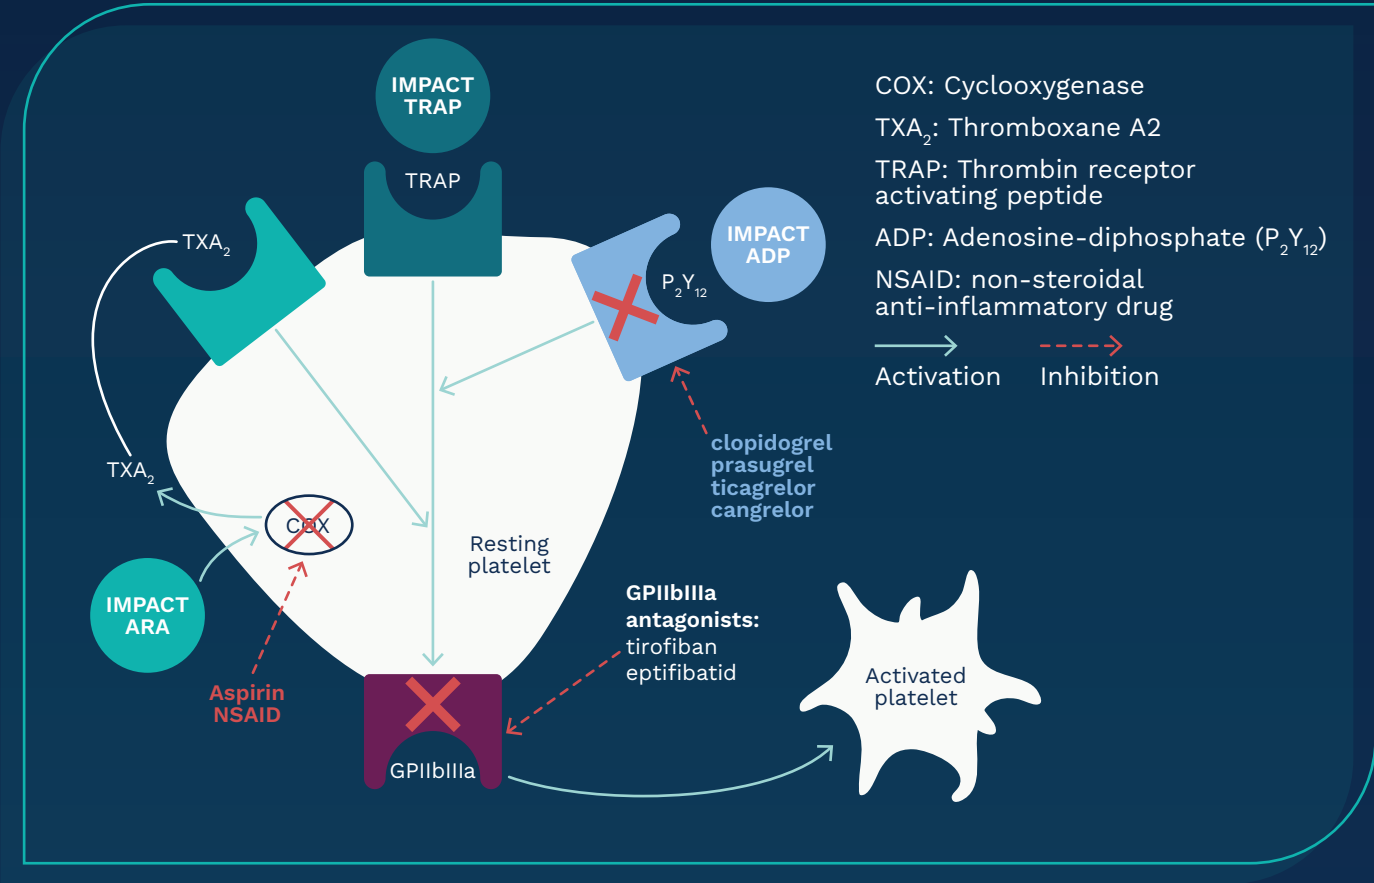 IMPACT
TRAP
TRAP
TXA₂
IMPACT
ADP
P₂Y₁₂
clopidogrel
prasugrel
ticagrelor
cangrelor
TXA₂
COX
Resting
platelet
IMPACT
ARA
Aspirin
NSAID
GPIIbIIIa
antagonists:
tirofiban
eptifibatid
GPIIbIIIa
Activated
platelet
COX: Cyclooxygenase
TXA₂: Thromboxane A2
TRAP: Thrombin receptor
activating peptide
ADP: Adenosine-diphosphate (P₂Y₁₂)
NSAID: non-steroidal
anti-inflammatory drug
Activation
Inhibition